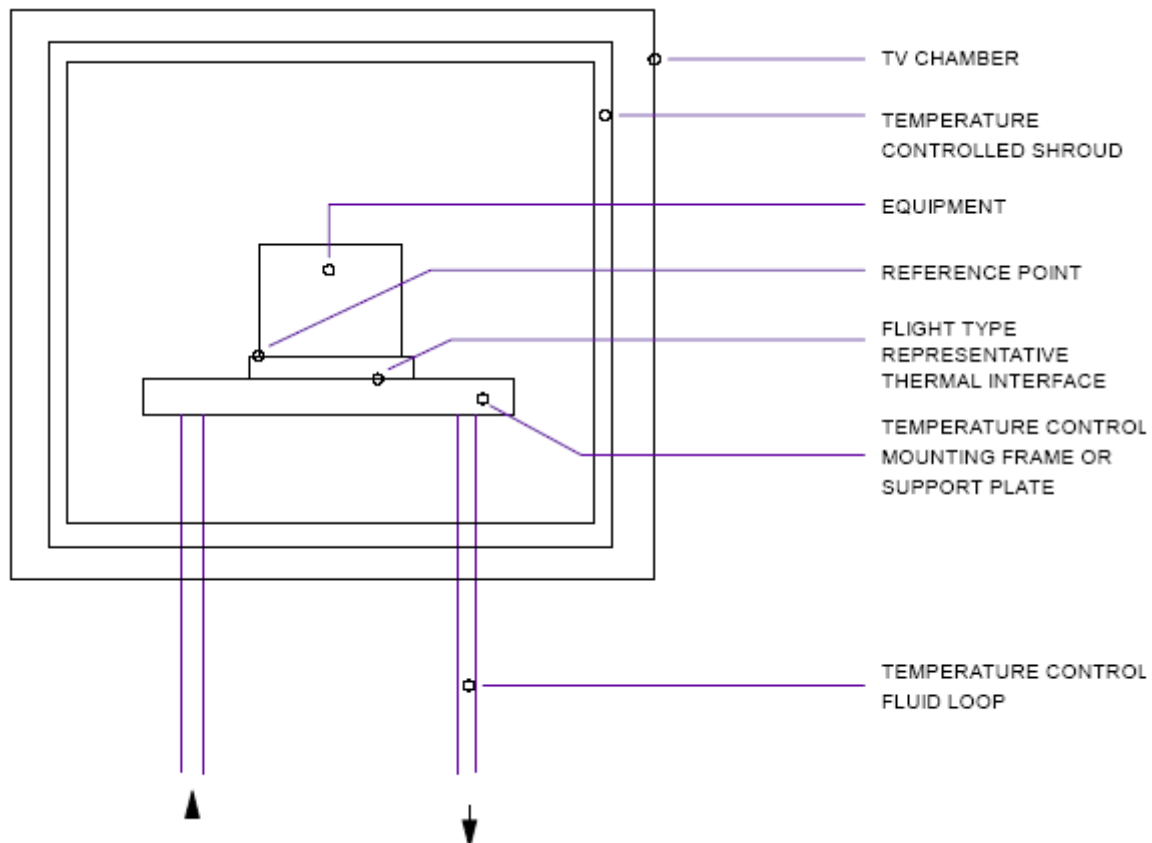 TV CHAMBER
TEMPERATURE
CONTROLLED SHROUD
EQUIPMENT
REFERENCE POINT
FLIGHT TYPE
REPRESENTATIVE
THERMAL INTERFACE
TEMPERATURE CONTROL
MOUNTING FRAME OR
SUPPORT PLATE
TEMPERATURE CONTROL
FLUID LOOP